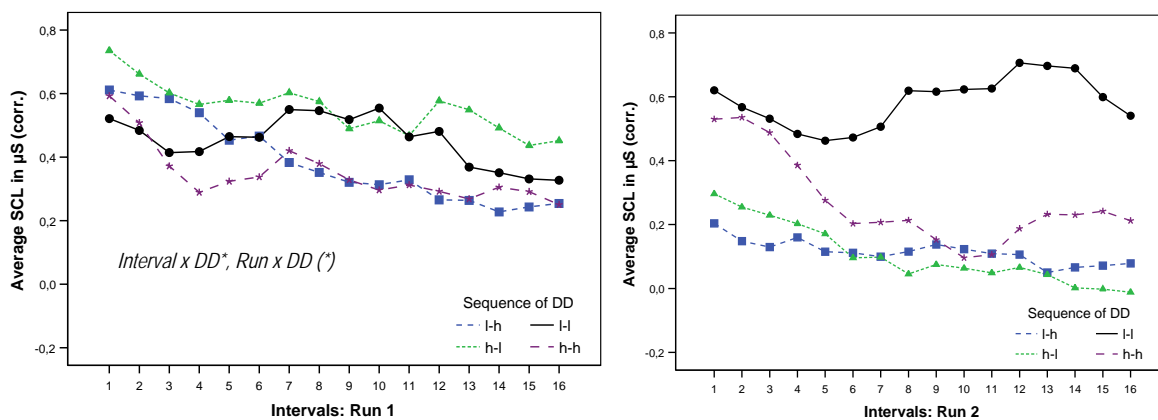 0,8
0,6
0,4
0,2
0,0
-0,2
Average SCL in µS (corr.)
Interval x DD*, Run x DD (*)
Sequence of DD
l-h l-l
h-l h-h
1 2 3 4 5 6 7 8 9 10 11 12 13 14 15 16
Intervals: Run 1
0,8
0,6
0,4
0,2
0,0
-0,2
Average SCL in µS (corr.)
Sequence of DD
l-h l-l
h-l h-h
1 2 3 4 5 6 7 8 9 10 11 12 13 14 15 16
Intervals: Run 2